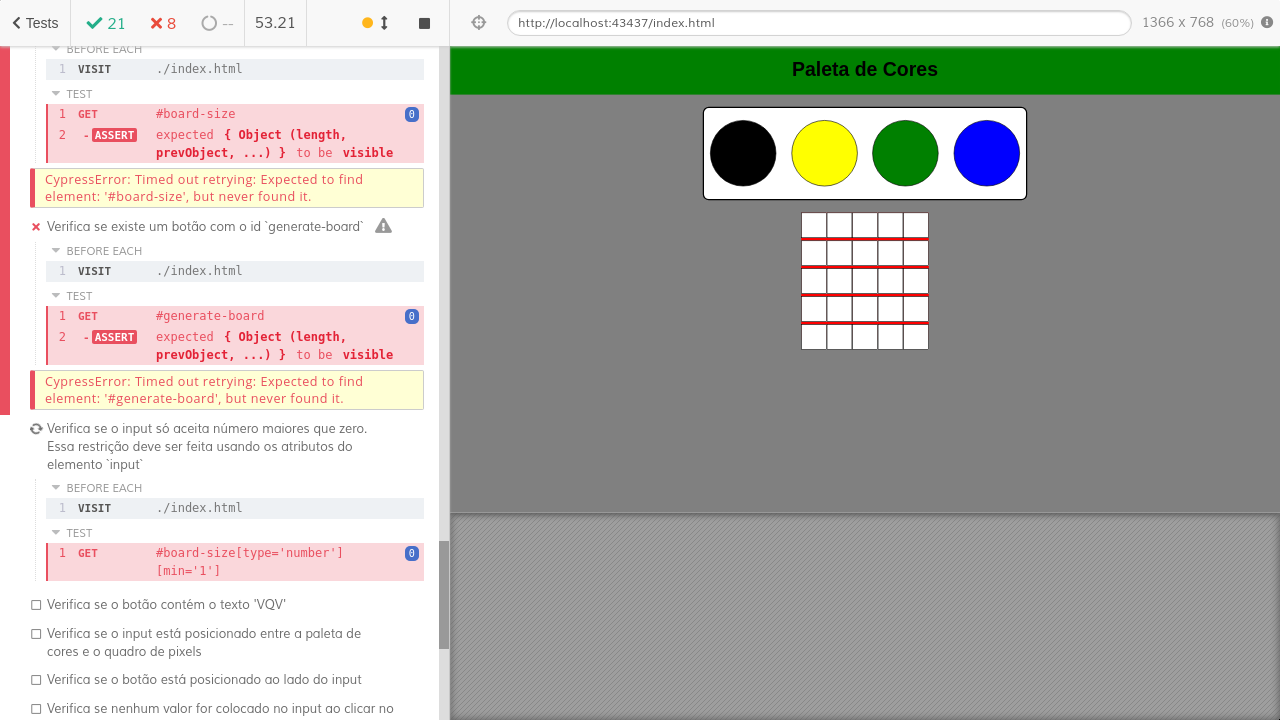 Tests 21 8 -- 53.21
http://localhost:43437/index.html 1366 x 768 (60%)
BEFORE EACH
1 VISIT ./index.html
TEST
1 GET #board-size 0
2 -ASSERT expected { Object (length,
prevObject, ...) } to be visible
CypressError: Timed out retrying: Expected to find
element: '#board-size', but never found it.
Verifica se existe um botão com o id `generate-board`
BEFORE EACH
1 VISIT ./index.html
TEST
1 GET #generate-board 0
2 -ASSERT expected { Object (length,
prevObject, ...) } to be visible
CypressError: Timed out retrying: Expected to find
element: '#generate-board', but never found it.
Verifica se o input só aceita número maiores que zero.
Essa restrição deve ser feita usando os atributos do
elemento `input`
BEFORE EACH
1 VISIT ./index.html
TEST
1 GET #board-size[type='number'] 0
[min='1']
Verifica se o botão contém o texto 'VQV'
Verifica se o input está posicionado entre a paleta de
cores e o quadro de pixels
Verifica se o botão está posicionado ao lado do input
Verifica se nenhum valor for colocado no input ao clicar no
Paleta de Cores